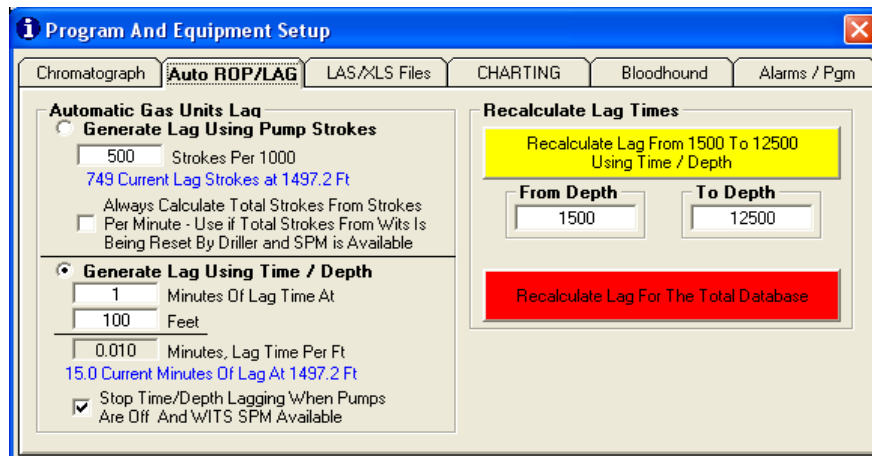 Program And Equipment Setup
Chromatograph
Auto ROP/LAG
LAS/XLS Files
CHARTING
Bloodhound
Alarms / Pgm
Automatic Gas Units Lag
Generate Lag Using Pump Strokes
500 Strokes Per 1000
749 Current Lag Strokes at 1497.2 Ft
Always Calculate Total Strokes From Strokes
Per Minute - Use if Total Strokes From Wits Is
Being Reset By Driller and SPM is Available
Generate Lag Using Time / Depth
1 Minutes Of Lag Time At
100 Feet
0.010 Minutes, Lag Time Per Ft
15.0 Current Minutes Of Lag At 1497.2 Ft
Stop Time/Depth Lagging When Pumps
Are Off And WITS SPM Available
Recalculate Lag Times
Recalculate Lag From 1500 To 12500
Using Time / Depth
From Depth
1500
To Depth
12500
Recalculate Lag For The Total Database